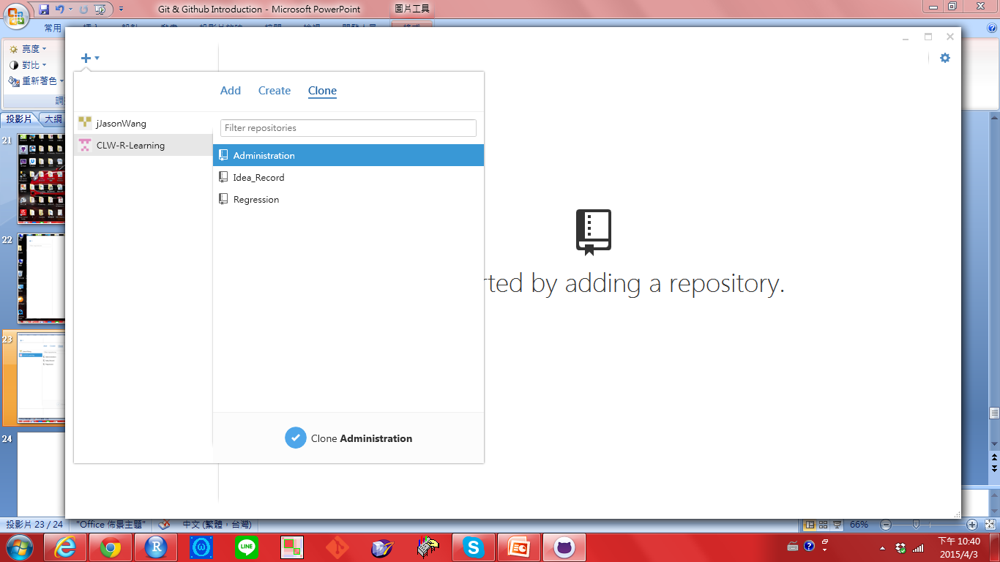 Git & Github Introduction - Microsoft PowerPoint
圖片工具
常用
亮度
對比
重新著色
投影片
大綱
21
22
23
24
Add Create Clone
jJasonWang
CLW-R-Learning
Filter repositories
Administration
Idea_Record
Regression
Clone Administration
rted by adding a repository.
投影片 23 / 24
"Office 佈景主題"
中文 (繁體，台灣)
66%
LINE
下午 10:40
2015/4/3